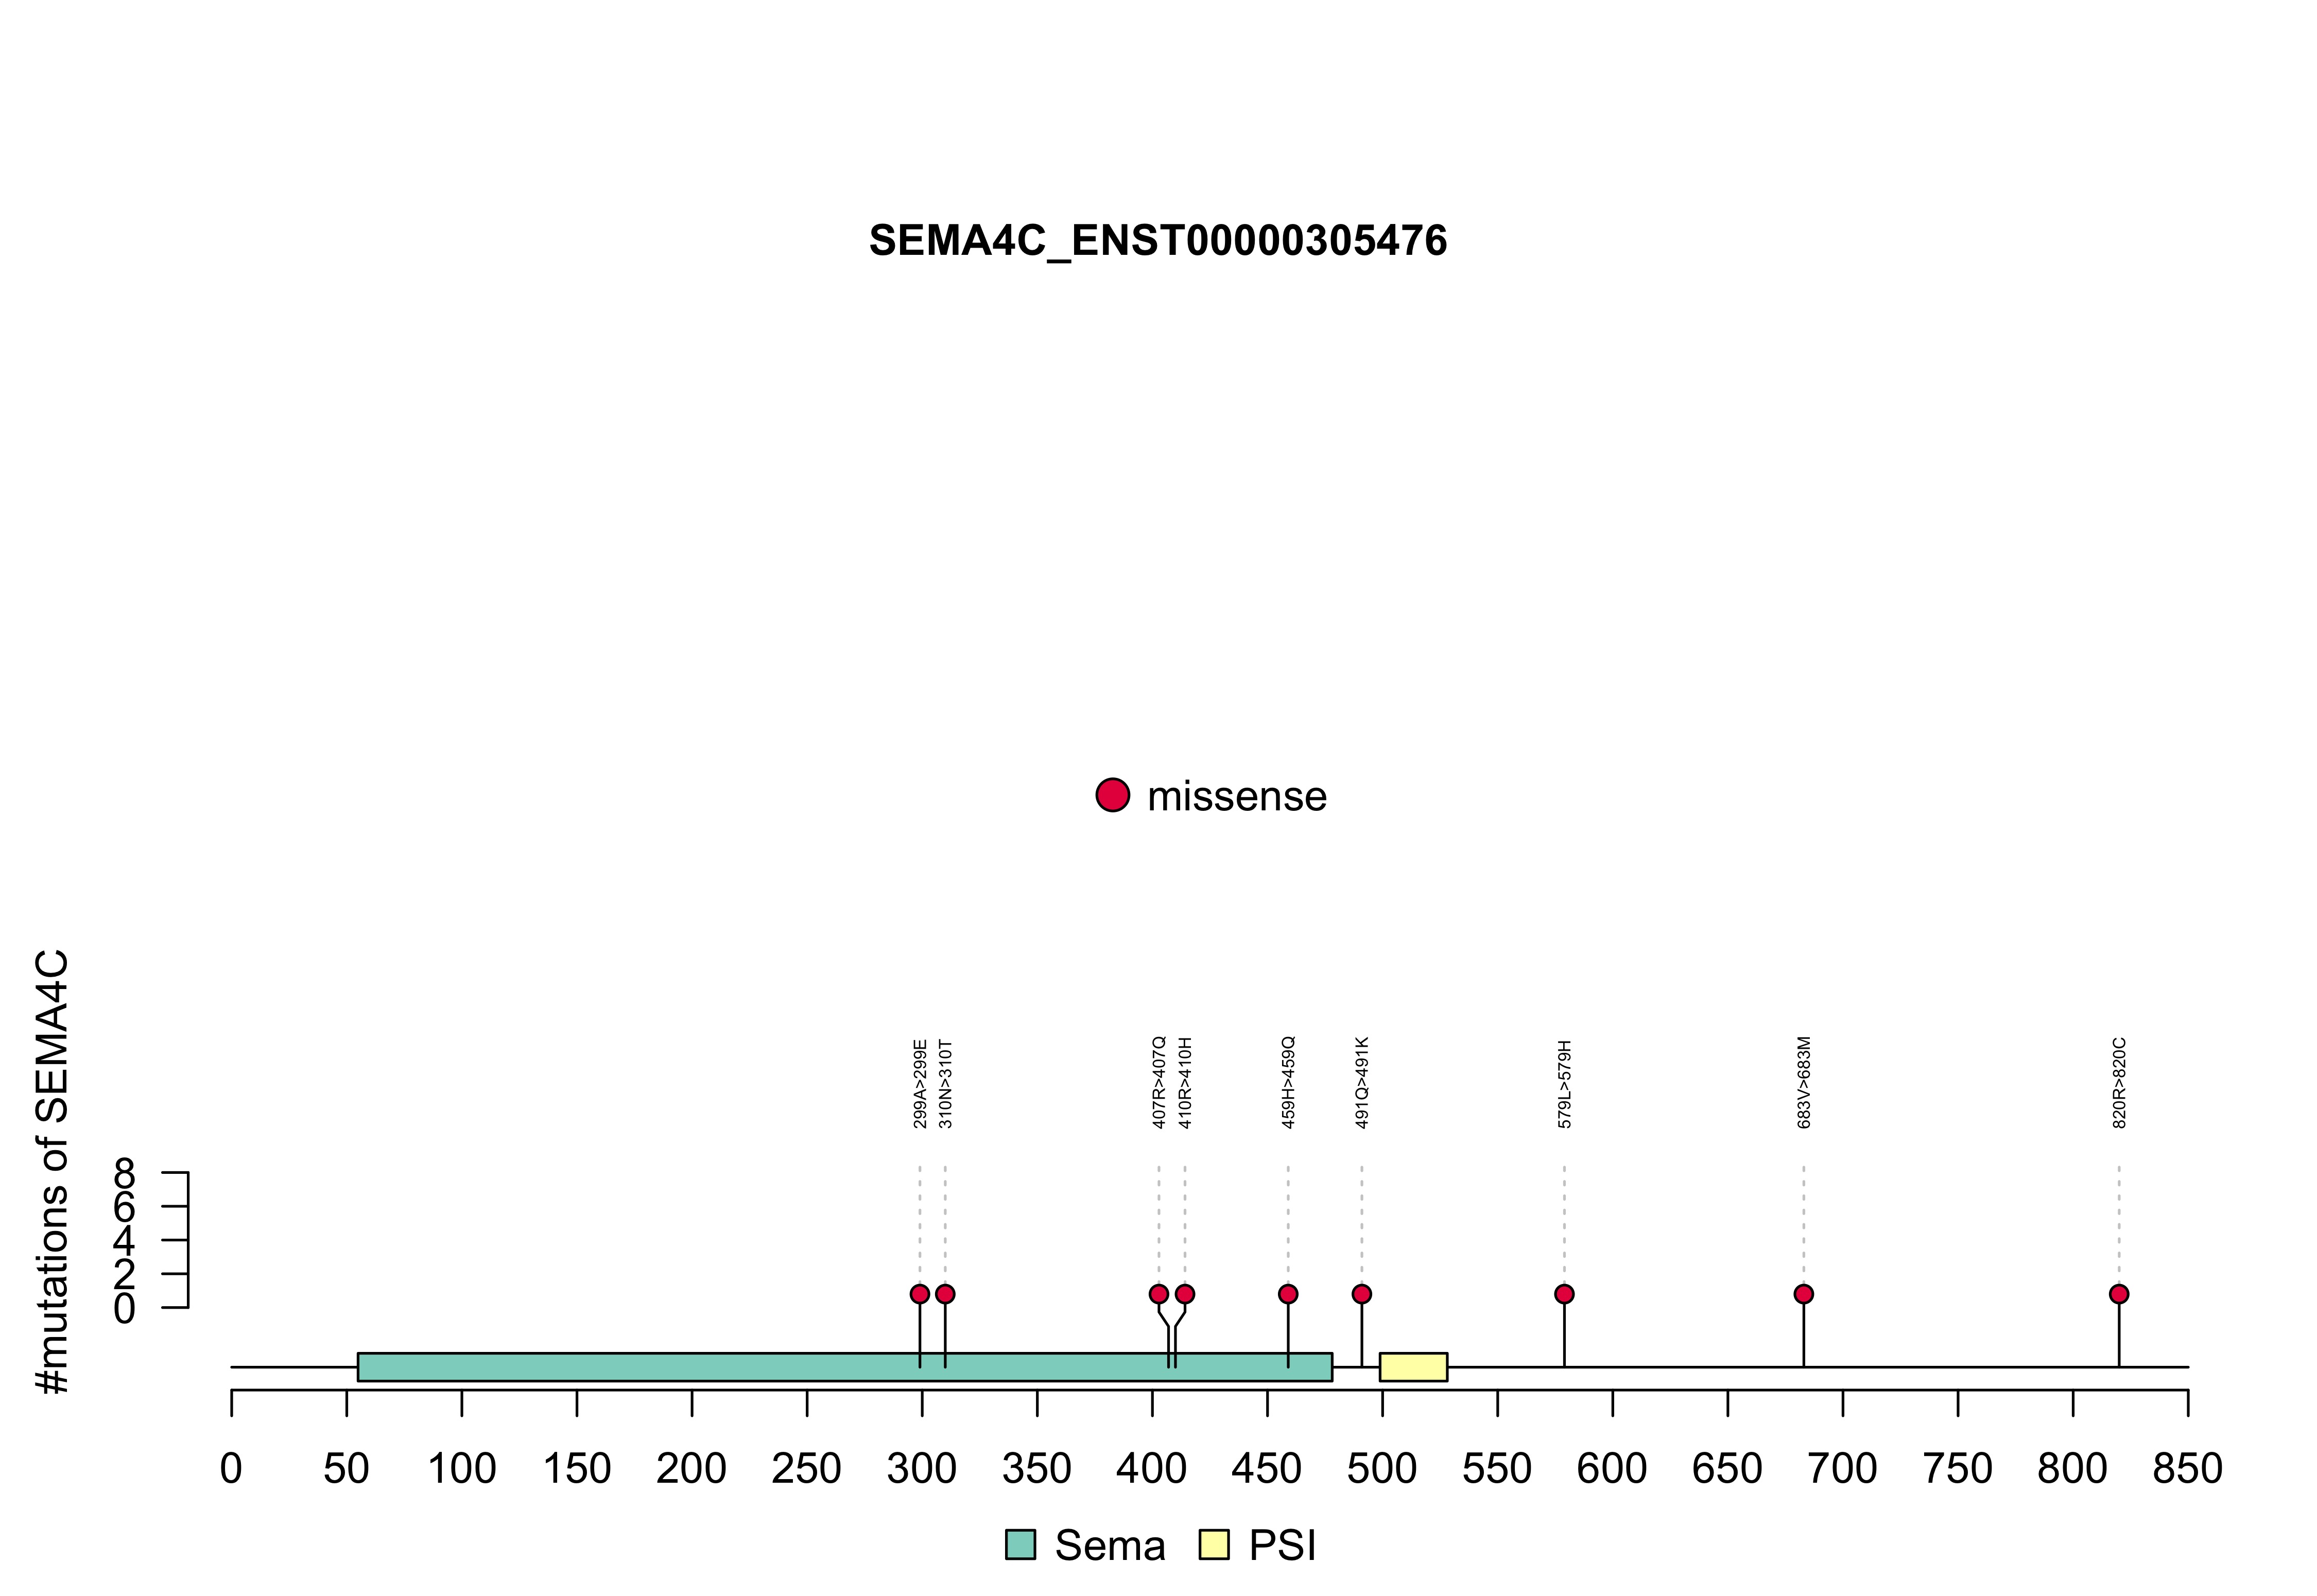 SEMA4C_ENST00000305476
missense
#mutations of SEMA4C
299A>299E
310N>310T
407R>407Q
410R>410H
459H>459Q
491Q>491K
579L>579H
683V>683M
820R>820C
8
6
4
2
0
0 50 100 150 200 250 300 350 400 450 500 550 600 650 700 750 800 850
Sema PSI